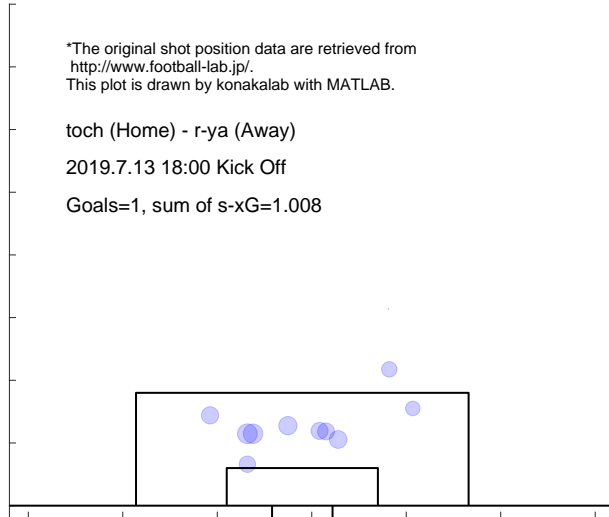 *The original shot position data are retrieved from
http://www.football-lab.jp/.
This plot is drawn by konakalab with MATLAB.
toch (Home) - r-ya (Away)
2019.7.13 18:00 Kick Off
Goals=1, sum of s-xG=1.008